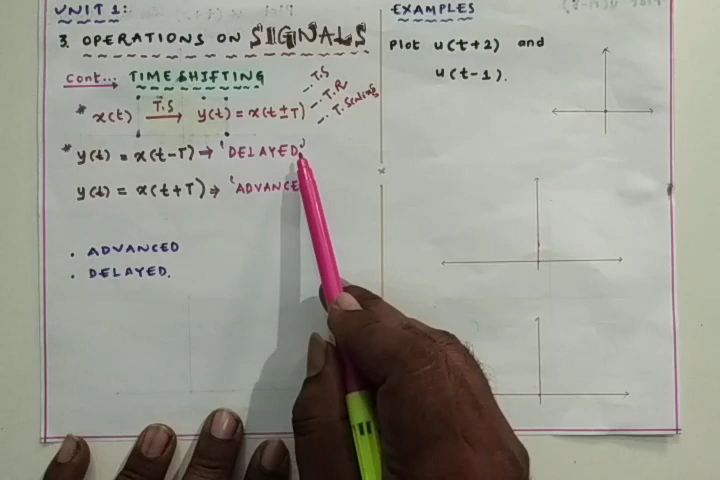 UNIT 1:
3. OPERATIONS ON SIGNALS
cont... TIME SHIFTING
- T.S
- T.R
- T. Scaling
* x(t) T.S → y(t) = x(t±T)
* y(t) = x(t-T) ⇒ 'DELAYED'
y(t) = x(t+T) ⇒ 'ADVANCE
. ADVANCED
. DELAYED.
EXAMPLES
Plot u(t+2) and
u(t-1).